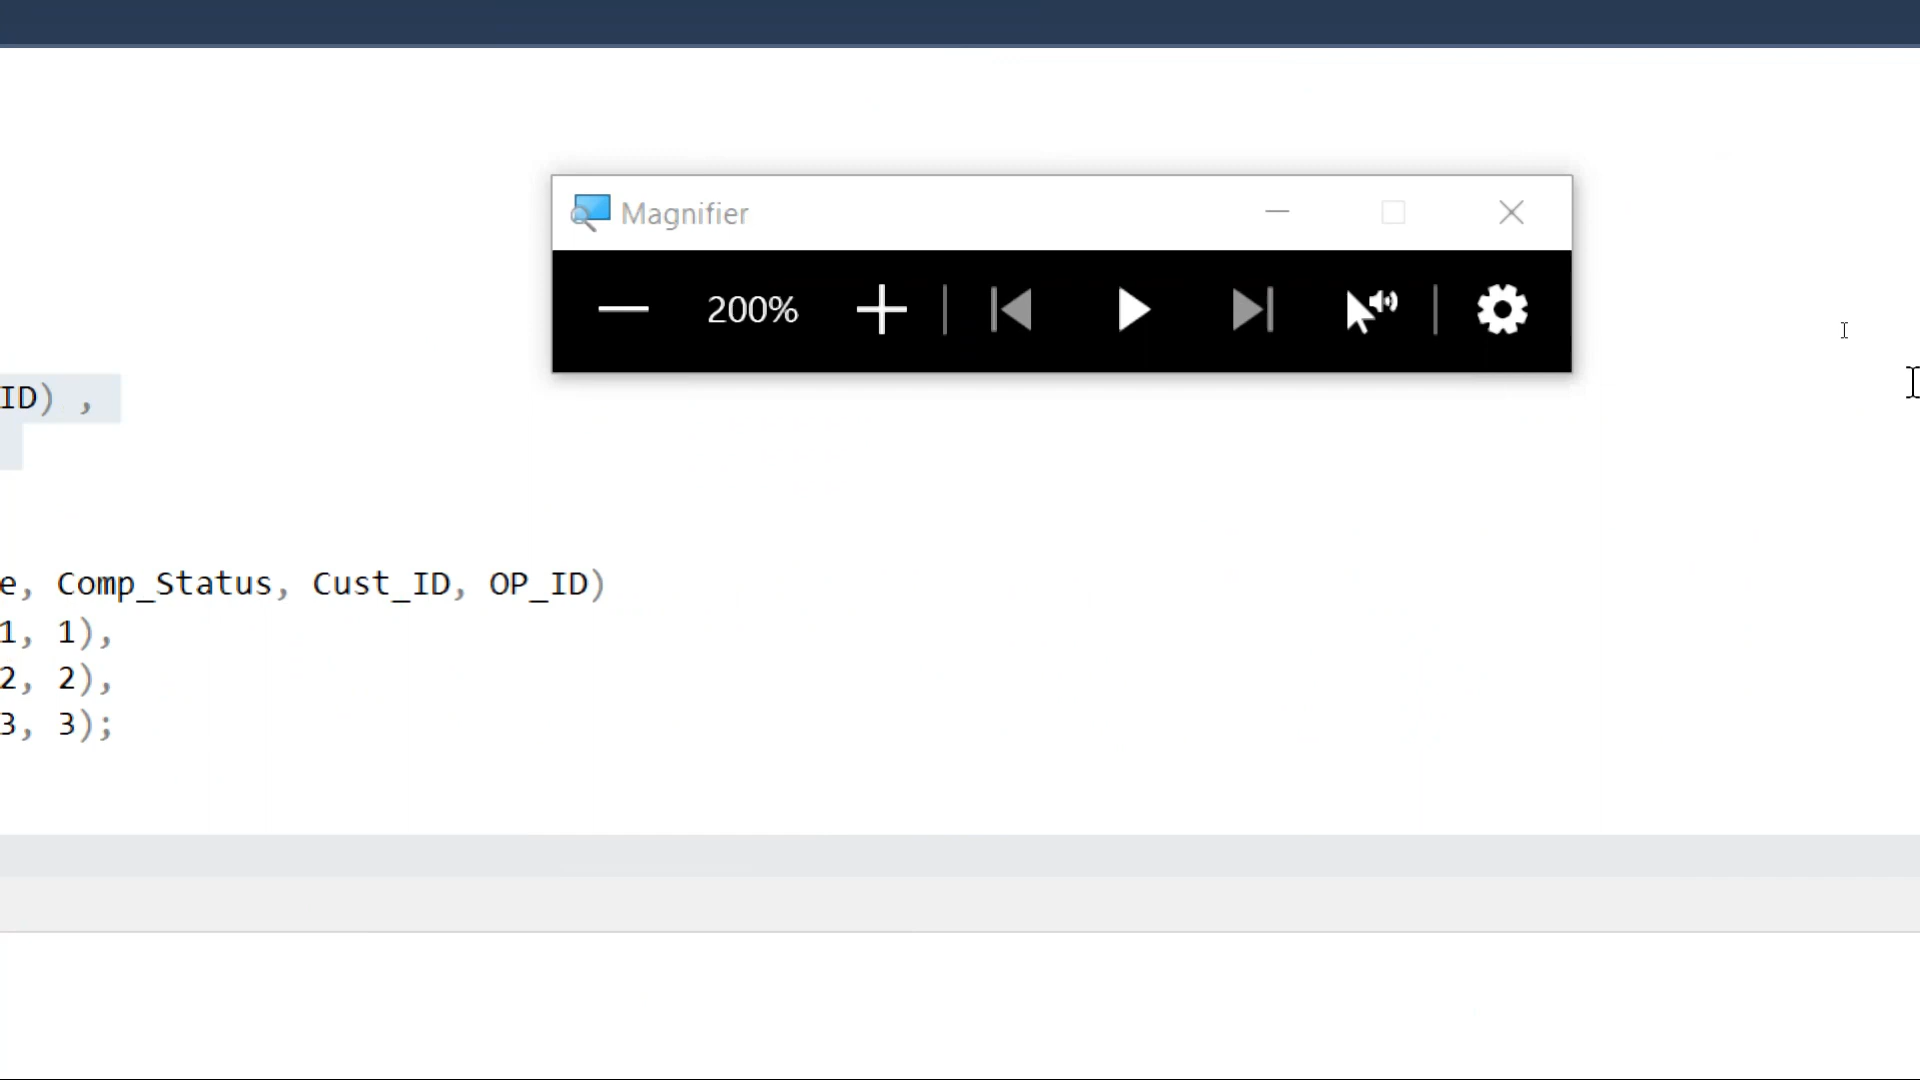 Magnifier
200%
ID) ,
e, Comp_Status, Cust_ID, OP_ID)
1, 1),
2, 2),
3, 3);